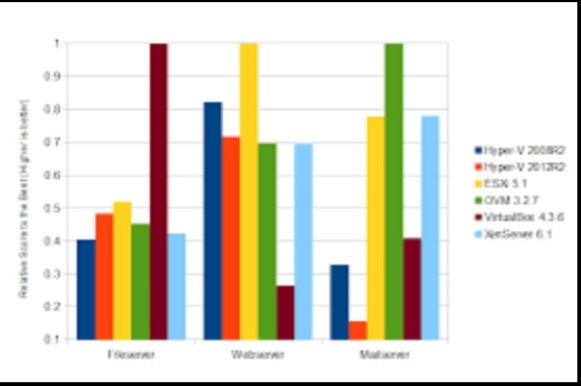 Relative Score to the Best (Higher is better)
1
0.9
0.8
0.7
0.6
0.5
0.4
0.3
0.2
0.1
Fileserver
Webserver
Mailserver
Hyper-V 2008R2
Hyper-V 2012R2
ESXi 5.1
OVM 3.2.7
VirtualBox 4.3.6
XenServer 6.1